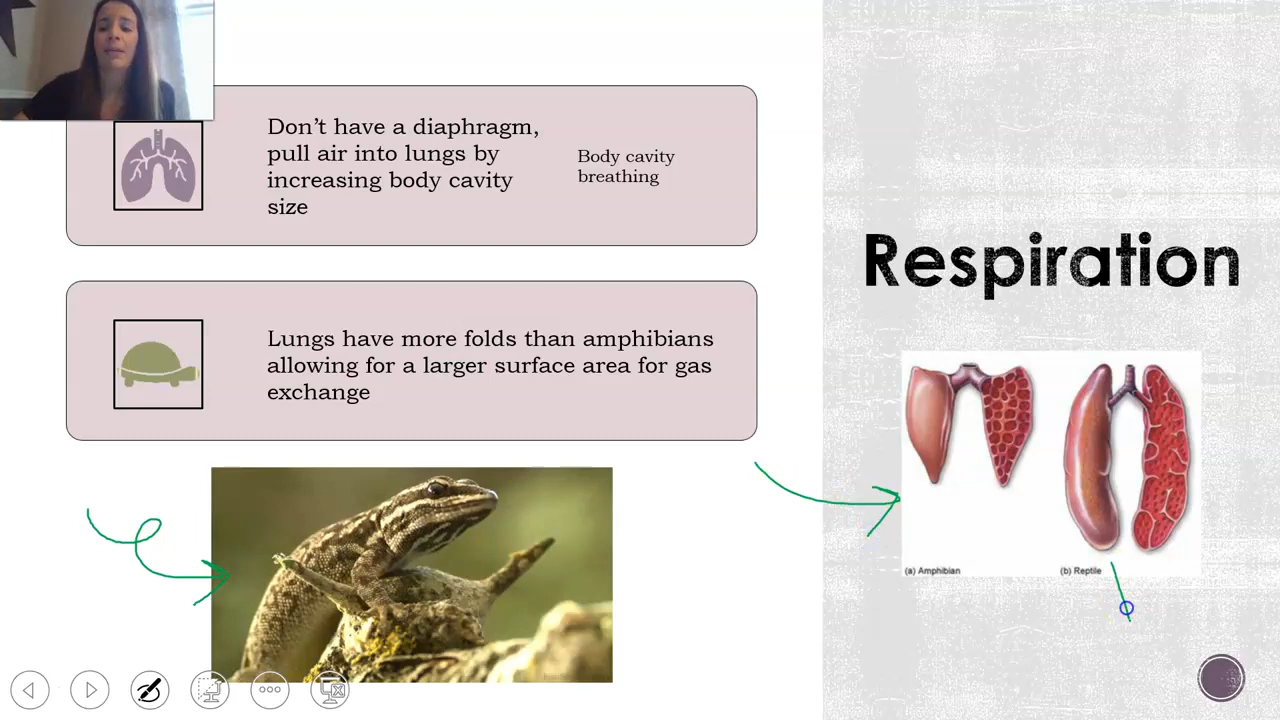 Don't have a diaphragm,
pull air into lungs by
increasing body cavity
size
Body cavity
breathing
Lungs have more folds than amphibians
allowing for a larger surface area for gas
exchange
Respiration
(a) Amphibian
(b) Reptile